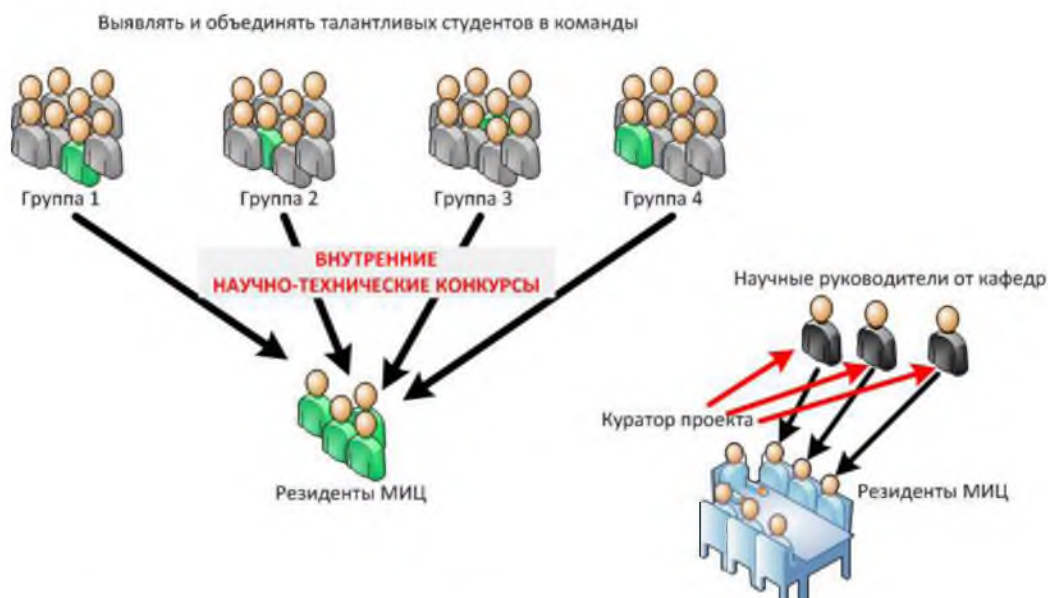 Выявлять и объединять талантливых студентов в команды
Группа 1
Группа 2
Группа 3
Группа 4
ВНУТРЕННИЕ
НАУЧНО-ТЕХНИЧЕСКИЕ КОНКУРСЫ
Резиденты МИЦ
Научные руководители от кафедр
Куратор проекта
Резиденты МИЦ